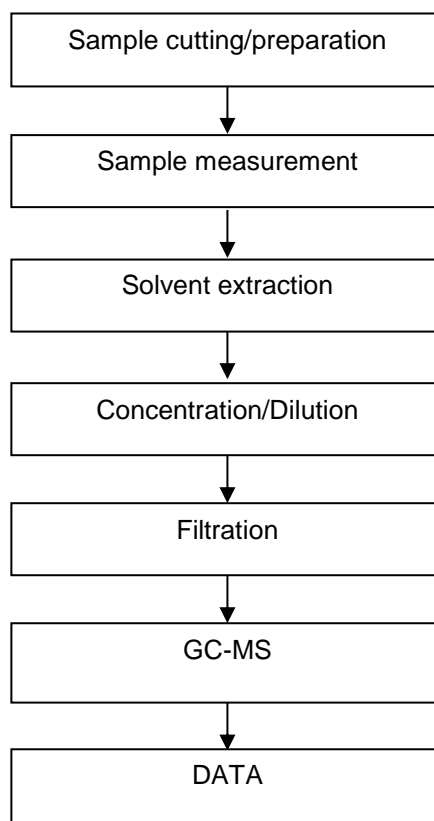 Sample cutting/preparation
Sample measurement
Solvent extraction
Concentration/Dilution
Filtration
GC-MS
DATA